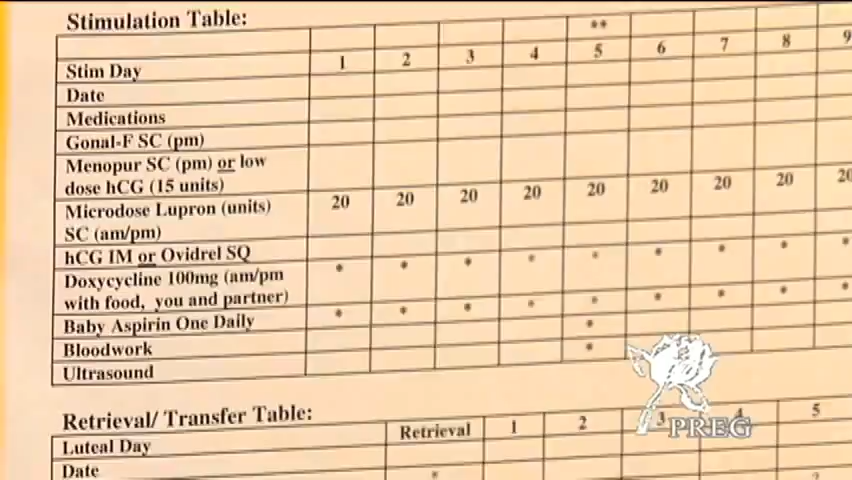 Stimulation Table:
**
Stim Day 1 2 3 4 5 6 7 8 9
Date
Medications
Gonal-F SC (pm)
Menopur SC (pm) or low
dose hCG (15 units)
Microdose Lupron (units) 20 20 20 20 20 20 20 20 20
SC (am/pm)
hCG IM or Ovidrel SQ
Doxycycline 100mg (am/pm * * * * * * * * *
with food, you and partner)
Baby Aspirin One Daily * * * * * * * * *
Bloodwork *
Ultrasound *
Retrieval/ Transfer Table:
Luteal Day Retrieval 1 2 3 4 5
Date
*
PREG